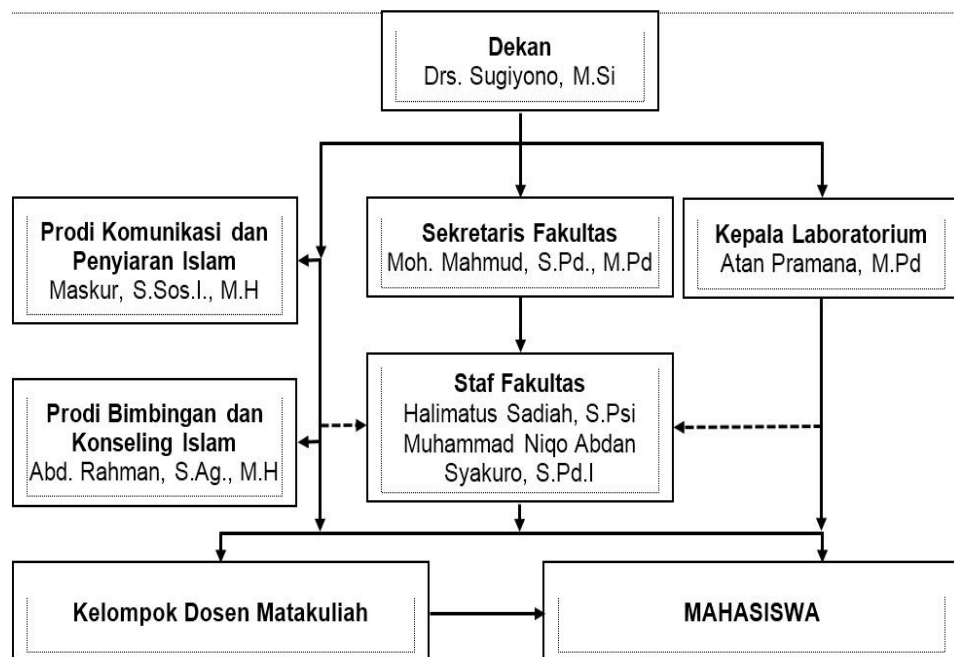 Dekan
Drs. Sugiyono, M.Si
Prodi Komunikasi dan
Penyiaran Islam
Maskur, S.Sos.I., M.H
Sekretaris Fakultas
Moh. Mahmud, S.Pd., M.Pd
Kepala Laboratorium
Atan Pramana, M.Pd
Prodi Bimbingan dan
Konseling Islam
Abd. Rahman, S.Ag., M.H
Staf Fakultas
Halimatus Sadiah, S.Psi
Muhammad Niqo Abdan
Syakuro, S.Pd.I
Kelompok Dosen Matakuliah
MAHASISWA